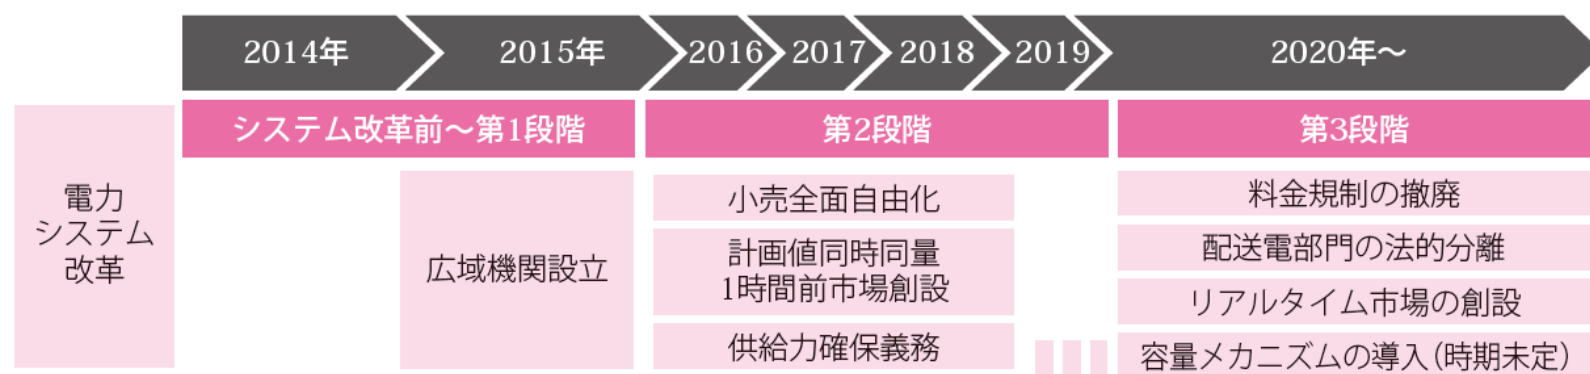 2014年
2015年
2016
2017
2018
2019
2020年～
システム改革前～第1段階
第2段階
第3段階
電力
システム
改革
広域機関設立
小売全面自由化
計画値同時同量
1時間前市場創設
供給力確保義務
料金規制の撤廃
配送電部門の法的分離
リアルタイム市場の創設
容量メカニズムの導入（時期未定）